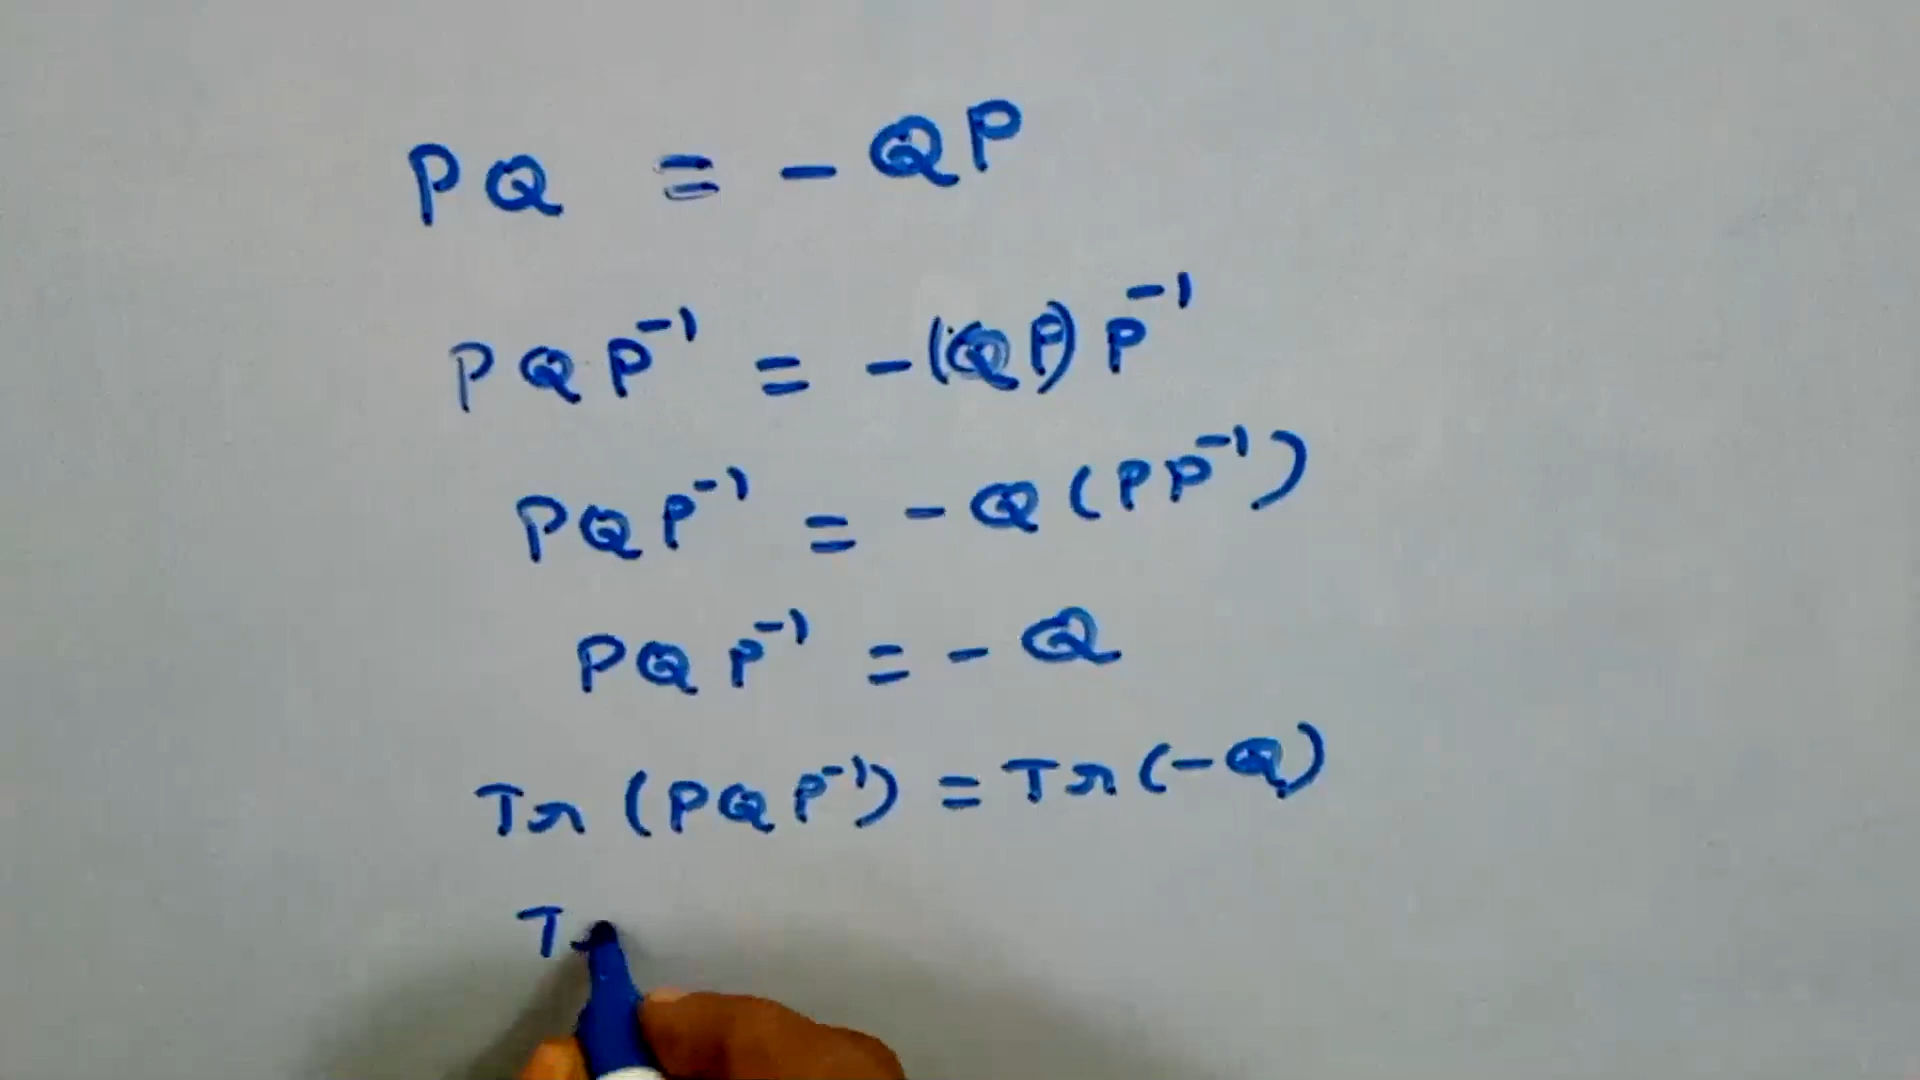 PQ = -QP
PQP⁻¹ = -(QP)P⁻¹
PQP⁻¹ = -Q(PP⁻¹)
PQP⁻¹ = -Q
Tr(PQP⁻¹) = Tr(-Q)
T